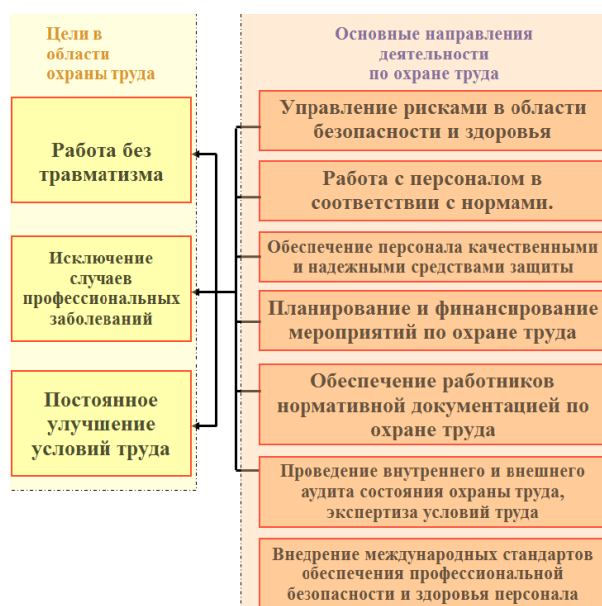 Цели в
области
охраны труда
Работа без
травматизма
Исключение
случаев
профессиональных
заболеваний
Постоянное
улучшение
условий труда
Основные направления
деятельности
по охране труда
Управление рисками в области
безопасности и здоровья
Работа с персоналом в
соответствии с нормами.
Обеспечение персонала качественными
и надежными средствами защиты
Планирование и финансирование
мероприятий по охране труда
Обеспечение работников
нормативной документацией по
охране труда
Проведение внутреннего и внешнего
аудита состояния охраны труда,
экспертиза условий труда
Внедрение международных стандартов
обеспечения профессиональной
безопасности и здоровья персонала